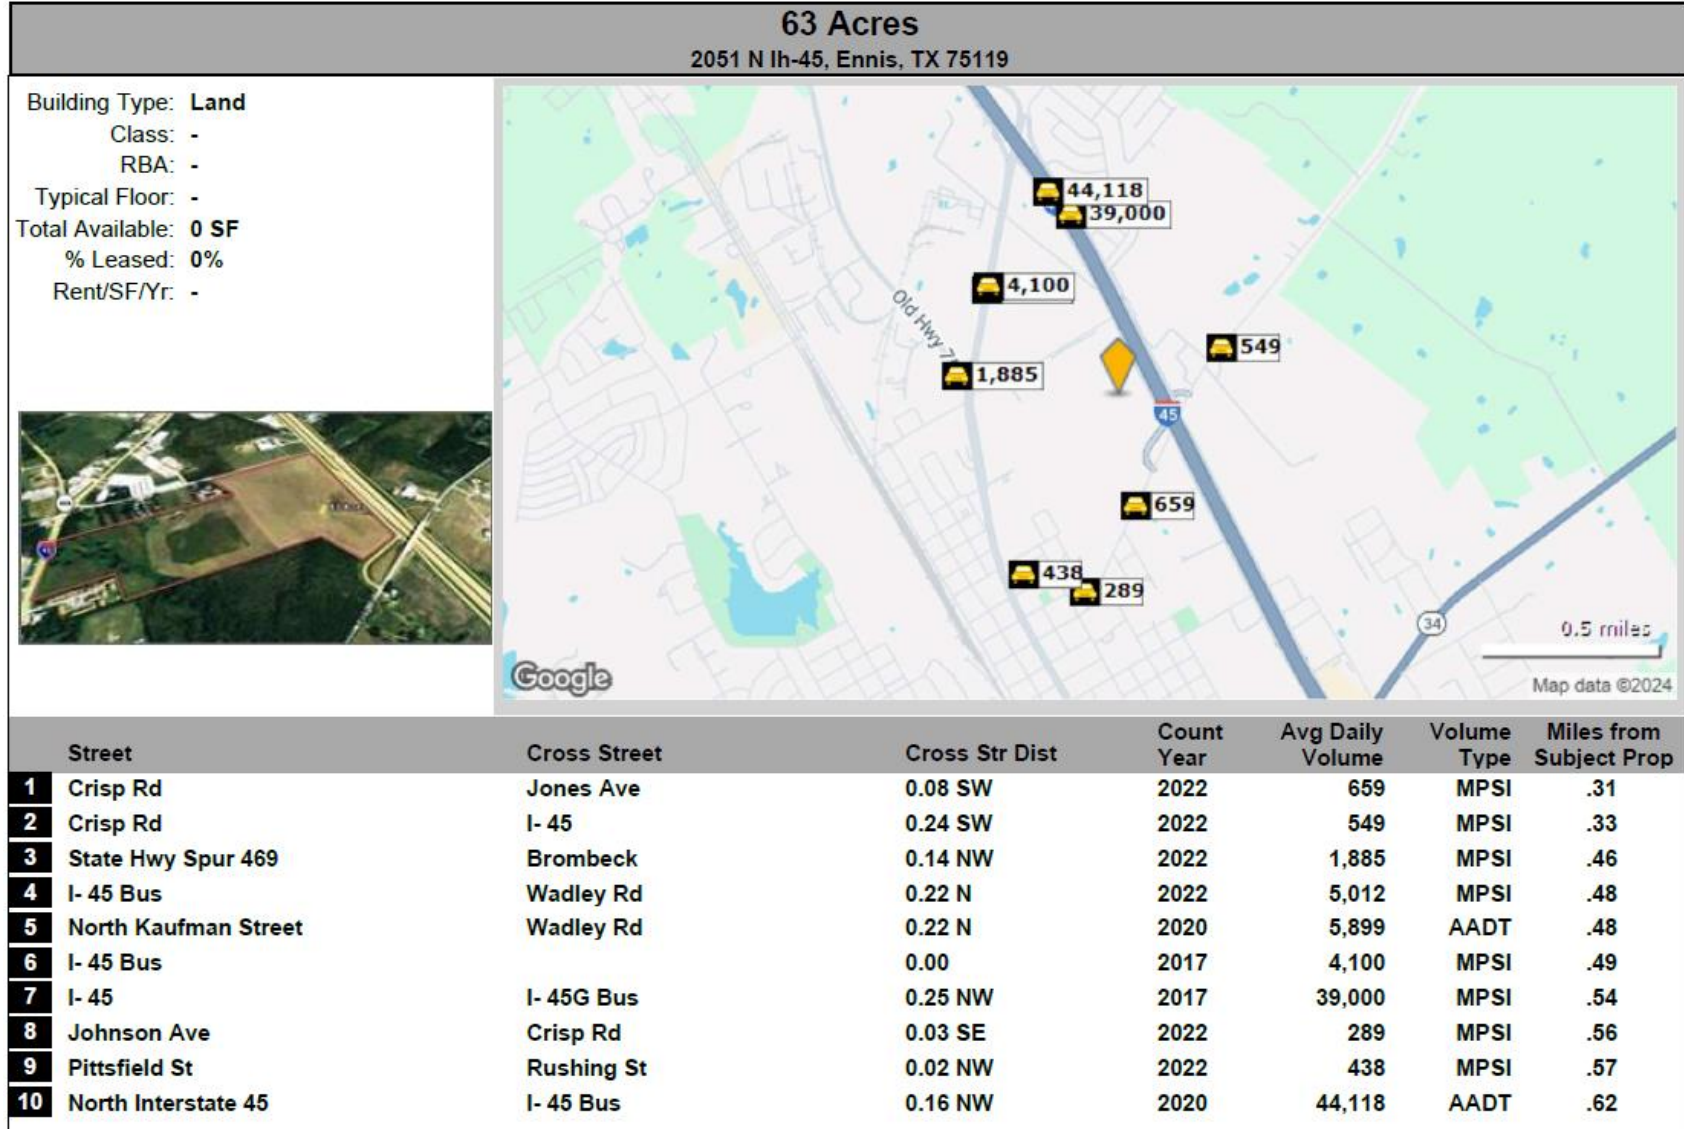 63 Acres
2051 N Ih-45, Ennis, TX 75119
Building Type: Land
Class: -
RBA: -
Typical Floor: -
Total Available: 0 SF
% Leased: 0%
Rent/SF/Yr: -
44,118
39,000
4,100
Old Hwy 7
549
1,885
45
659
438
289
34
0.5 miles
Google
Map data ©2024
Street Cross Street Cross Str Dist Count Year Avg Daily Volume Volume Type Miles from Subject Prop
1 Crisp Rd Jones Ave 0.08 SW 2022 659 MPSI .31
2 Crisp Rd I- 45 0.24 SW 2022 549 MPSI .33
3 State Hwy Spur 469 Brombeck 0.14 NW 2022 1,885 MPSI .46
4 I- 45 Bus Wadley Rd 0.22 N 2022 5,012 MPSI .48
5 North Kaufman Street Wadley Rd 0.22 N 2020 5,899 AADT .48
6 I- 45 Bus 0.00 2017 4,100 MPSI .49
7 I- 45 I- 45G Bus 0.25 NW 2017 39,000 MPSI .54
8 Johnson Ave Crisp Rd 0.03 SE 2022 289 MPSI .56
9 Pittsfield St Rushing St 0.02 NW 2022 438 MPSI .57
10 North Interstate 45 I- 45 Bus 0.16 NW 2020 44,118 AADT .62